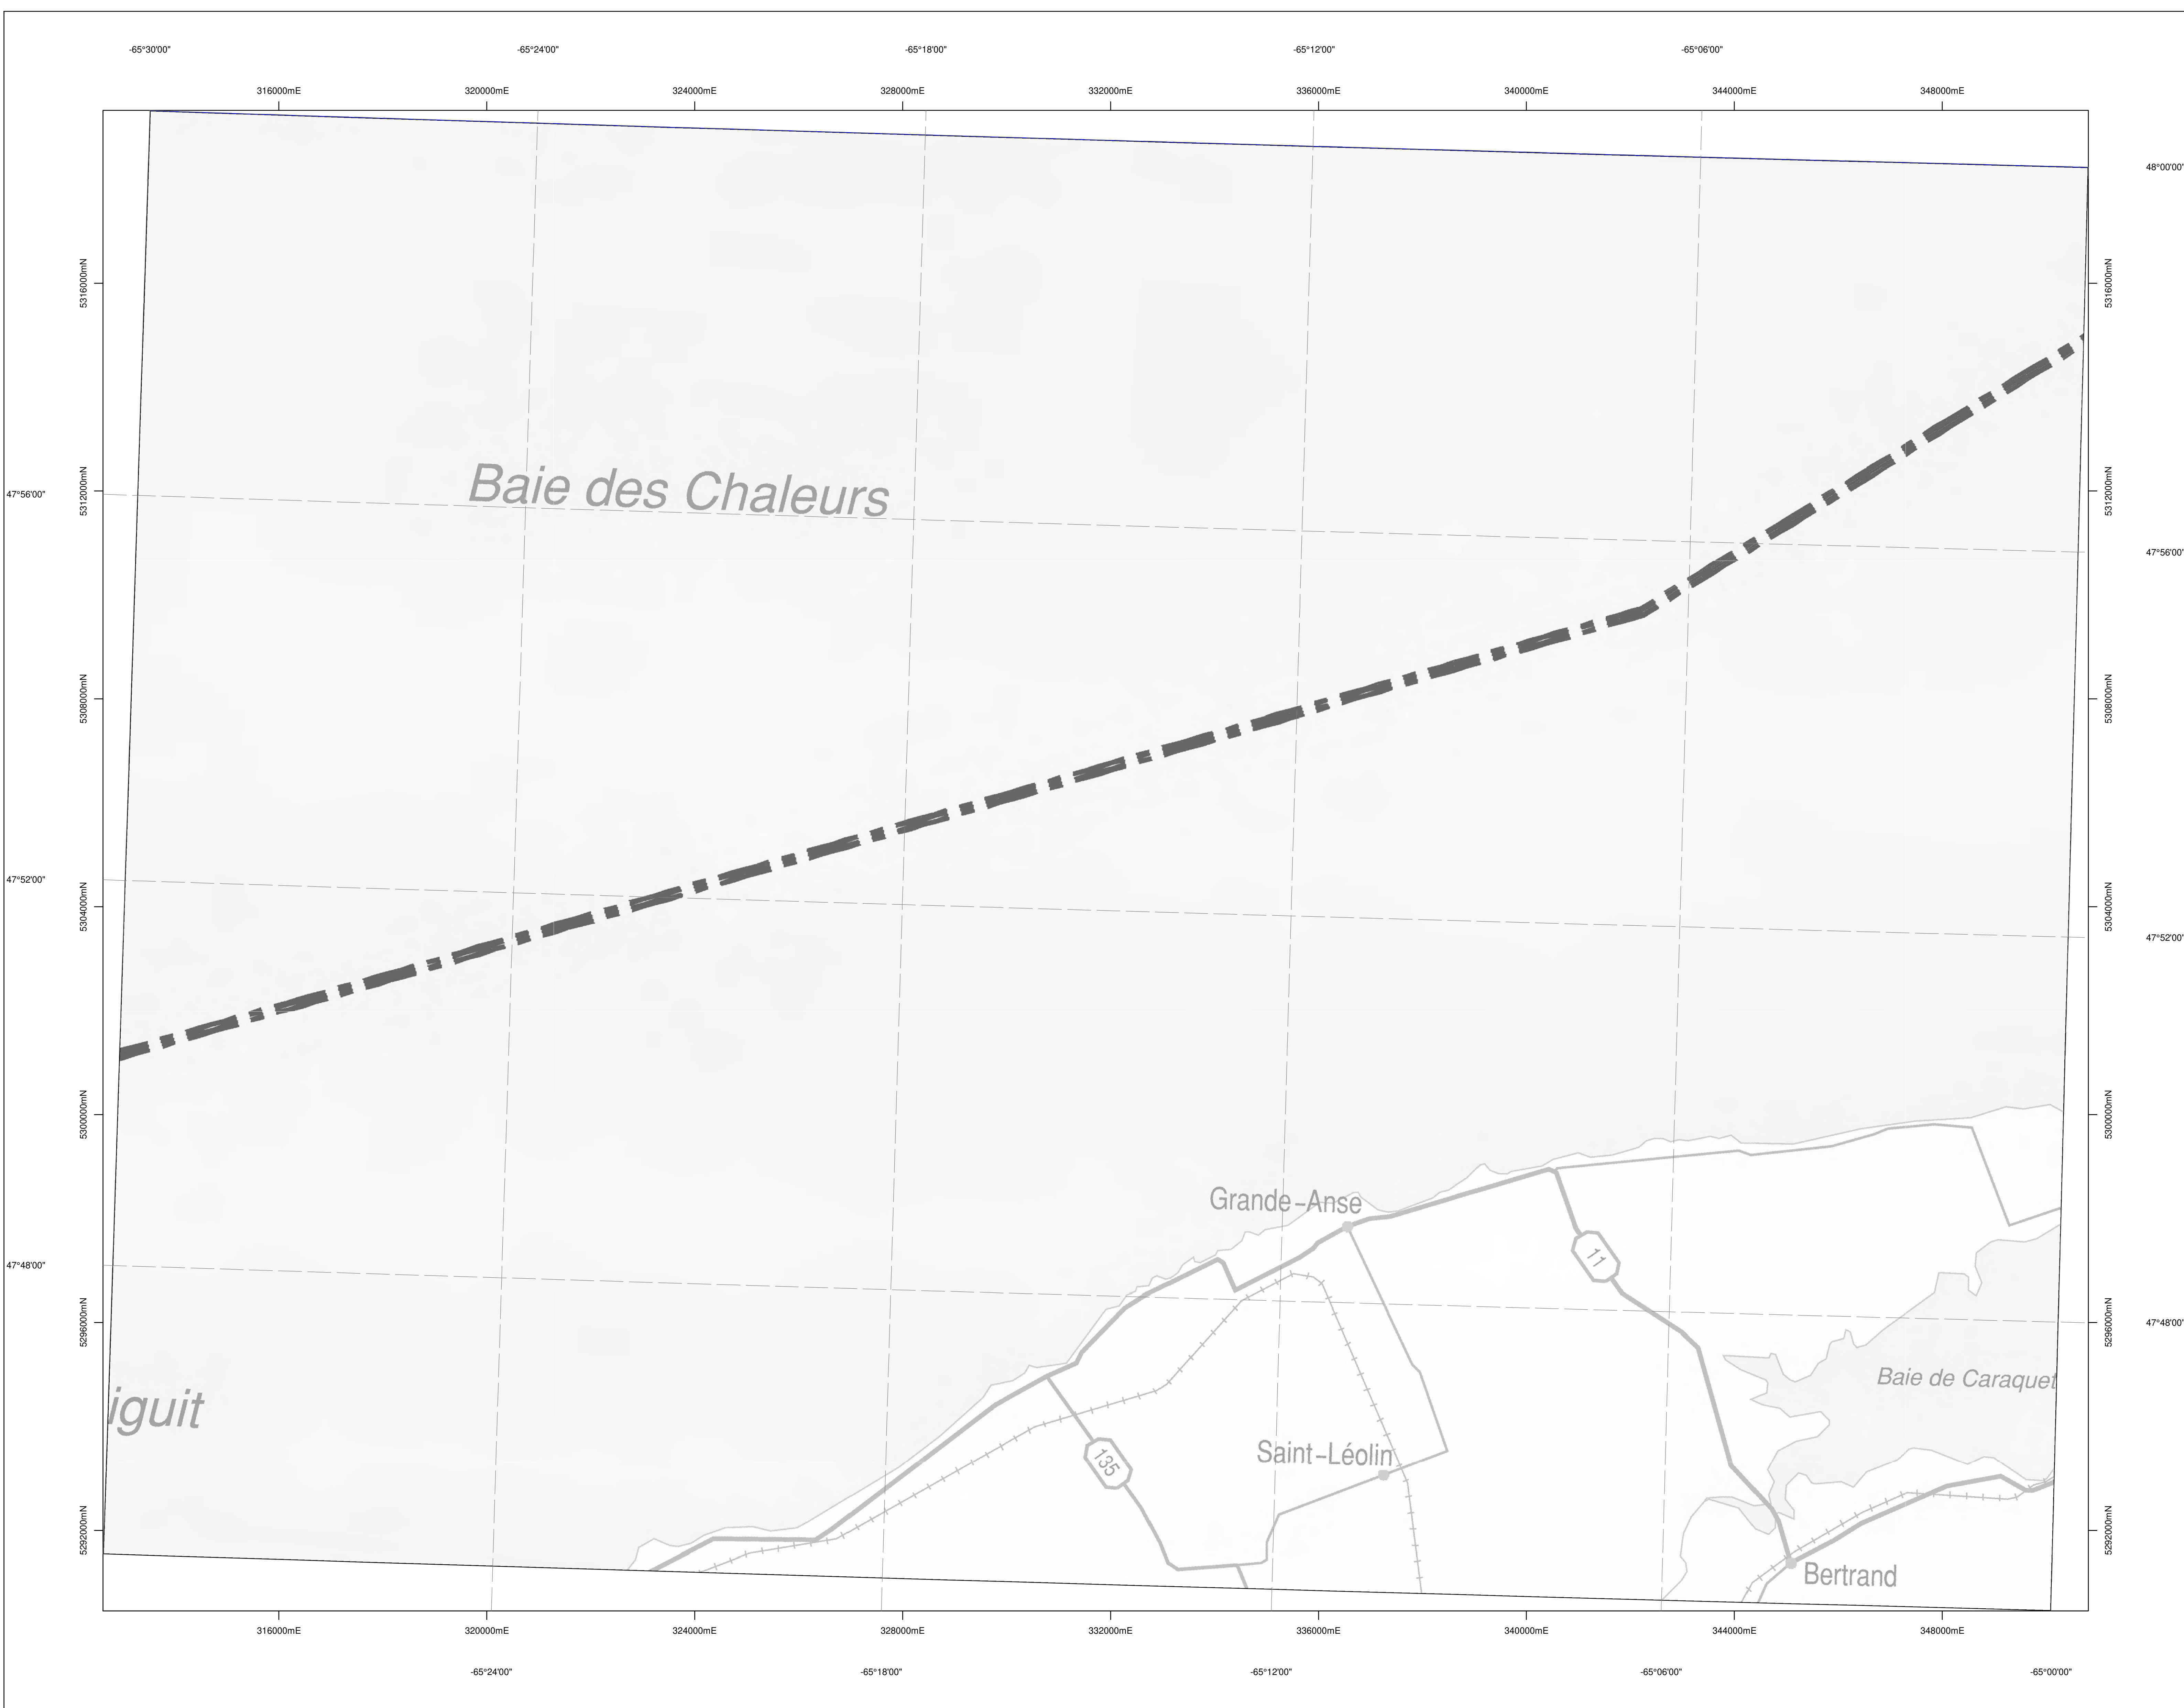 -65°30'00" -65°24'00" -65°18'00" -65°12'00" -65°06'00"
316000mE 320000mE 324000mE 328000mE 332000mE 336000mE 340000mE 344000mE 348000mE
48°00'00"
5316000mN 5316000mN
Baie des Chaleurs
47°56'00" 5312000mN 5312000mN
47°56'00"
5308000mN 5308000mN
47°52'00"
5304000mN 5304000mN
47°52'00"
5300000mN 5300000mN
Grande-Anse
11
47°48'00"
5296000mN 5296000mN 47°48'00"
Baie de Caraquet
iguit
Saint-Léolin
135
5292000mN 5292000mN
Bertrand
316000mE 320000mE 324000mE 328000mE 332000mE 336000mE 340000mE 344000mE 348000mE
-65°24'00" -65°18'00" -65°12'00" -65°06'00" -65°00'00"